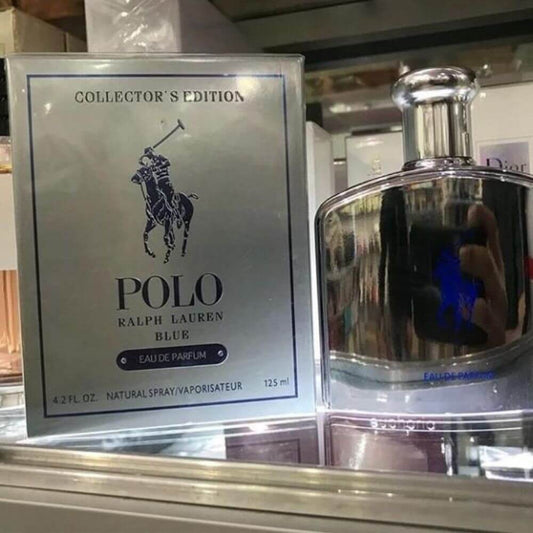 COLLECTOR'S EDITION
POLO
RALPH LAUREN
BLUE
EAU DE PARFUM
4.2 FL. OZ. NATURAL SPRAY/VAPORISATEUR 125 ml
EAU DE PARFUM
Dior
euphoria